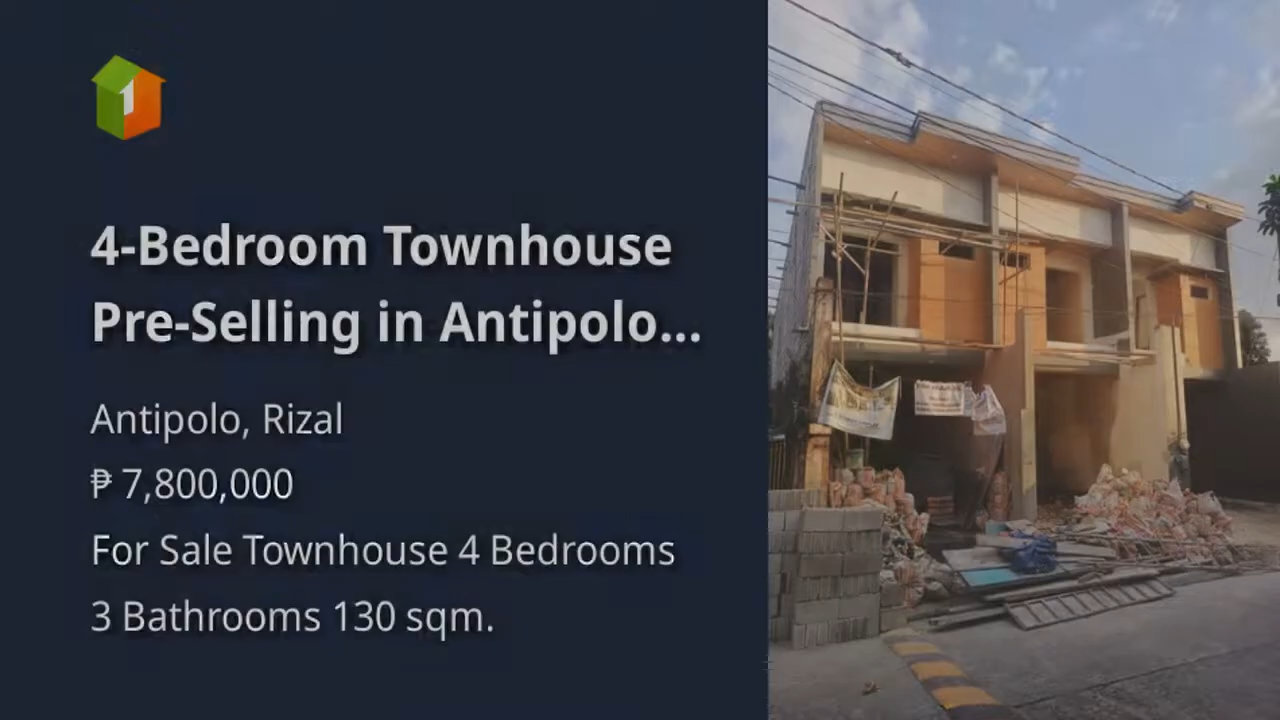 4-Bedroom Townhouse
Pre-Selling in Antipolo...
Antipolo, Rizal
₱ 7,800,000
For Sale Townhouse 4 Bedrooms
3 Bathrooms 130 sqm.